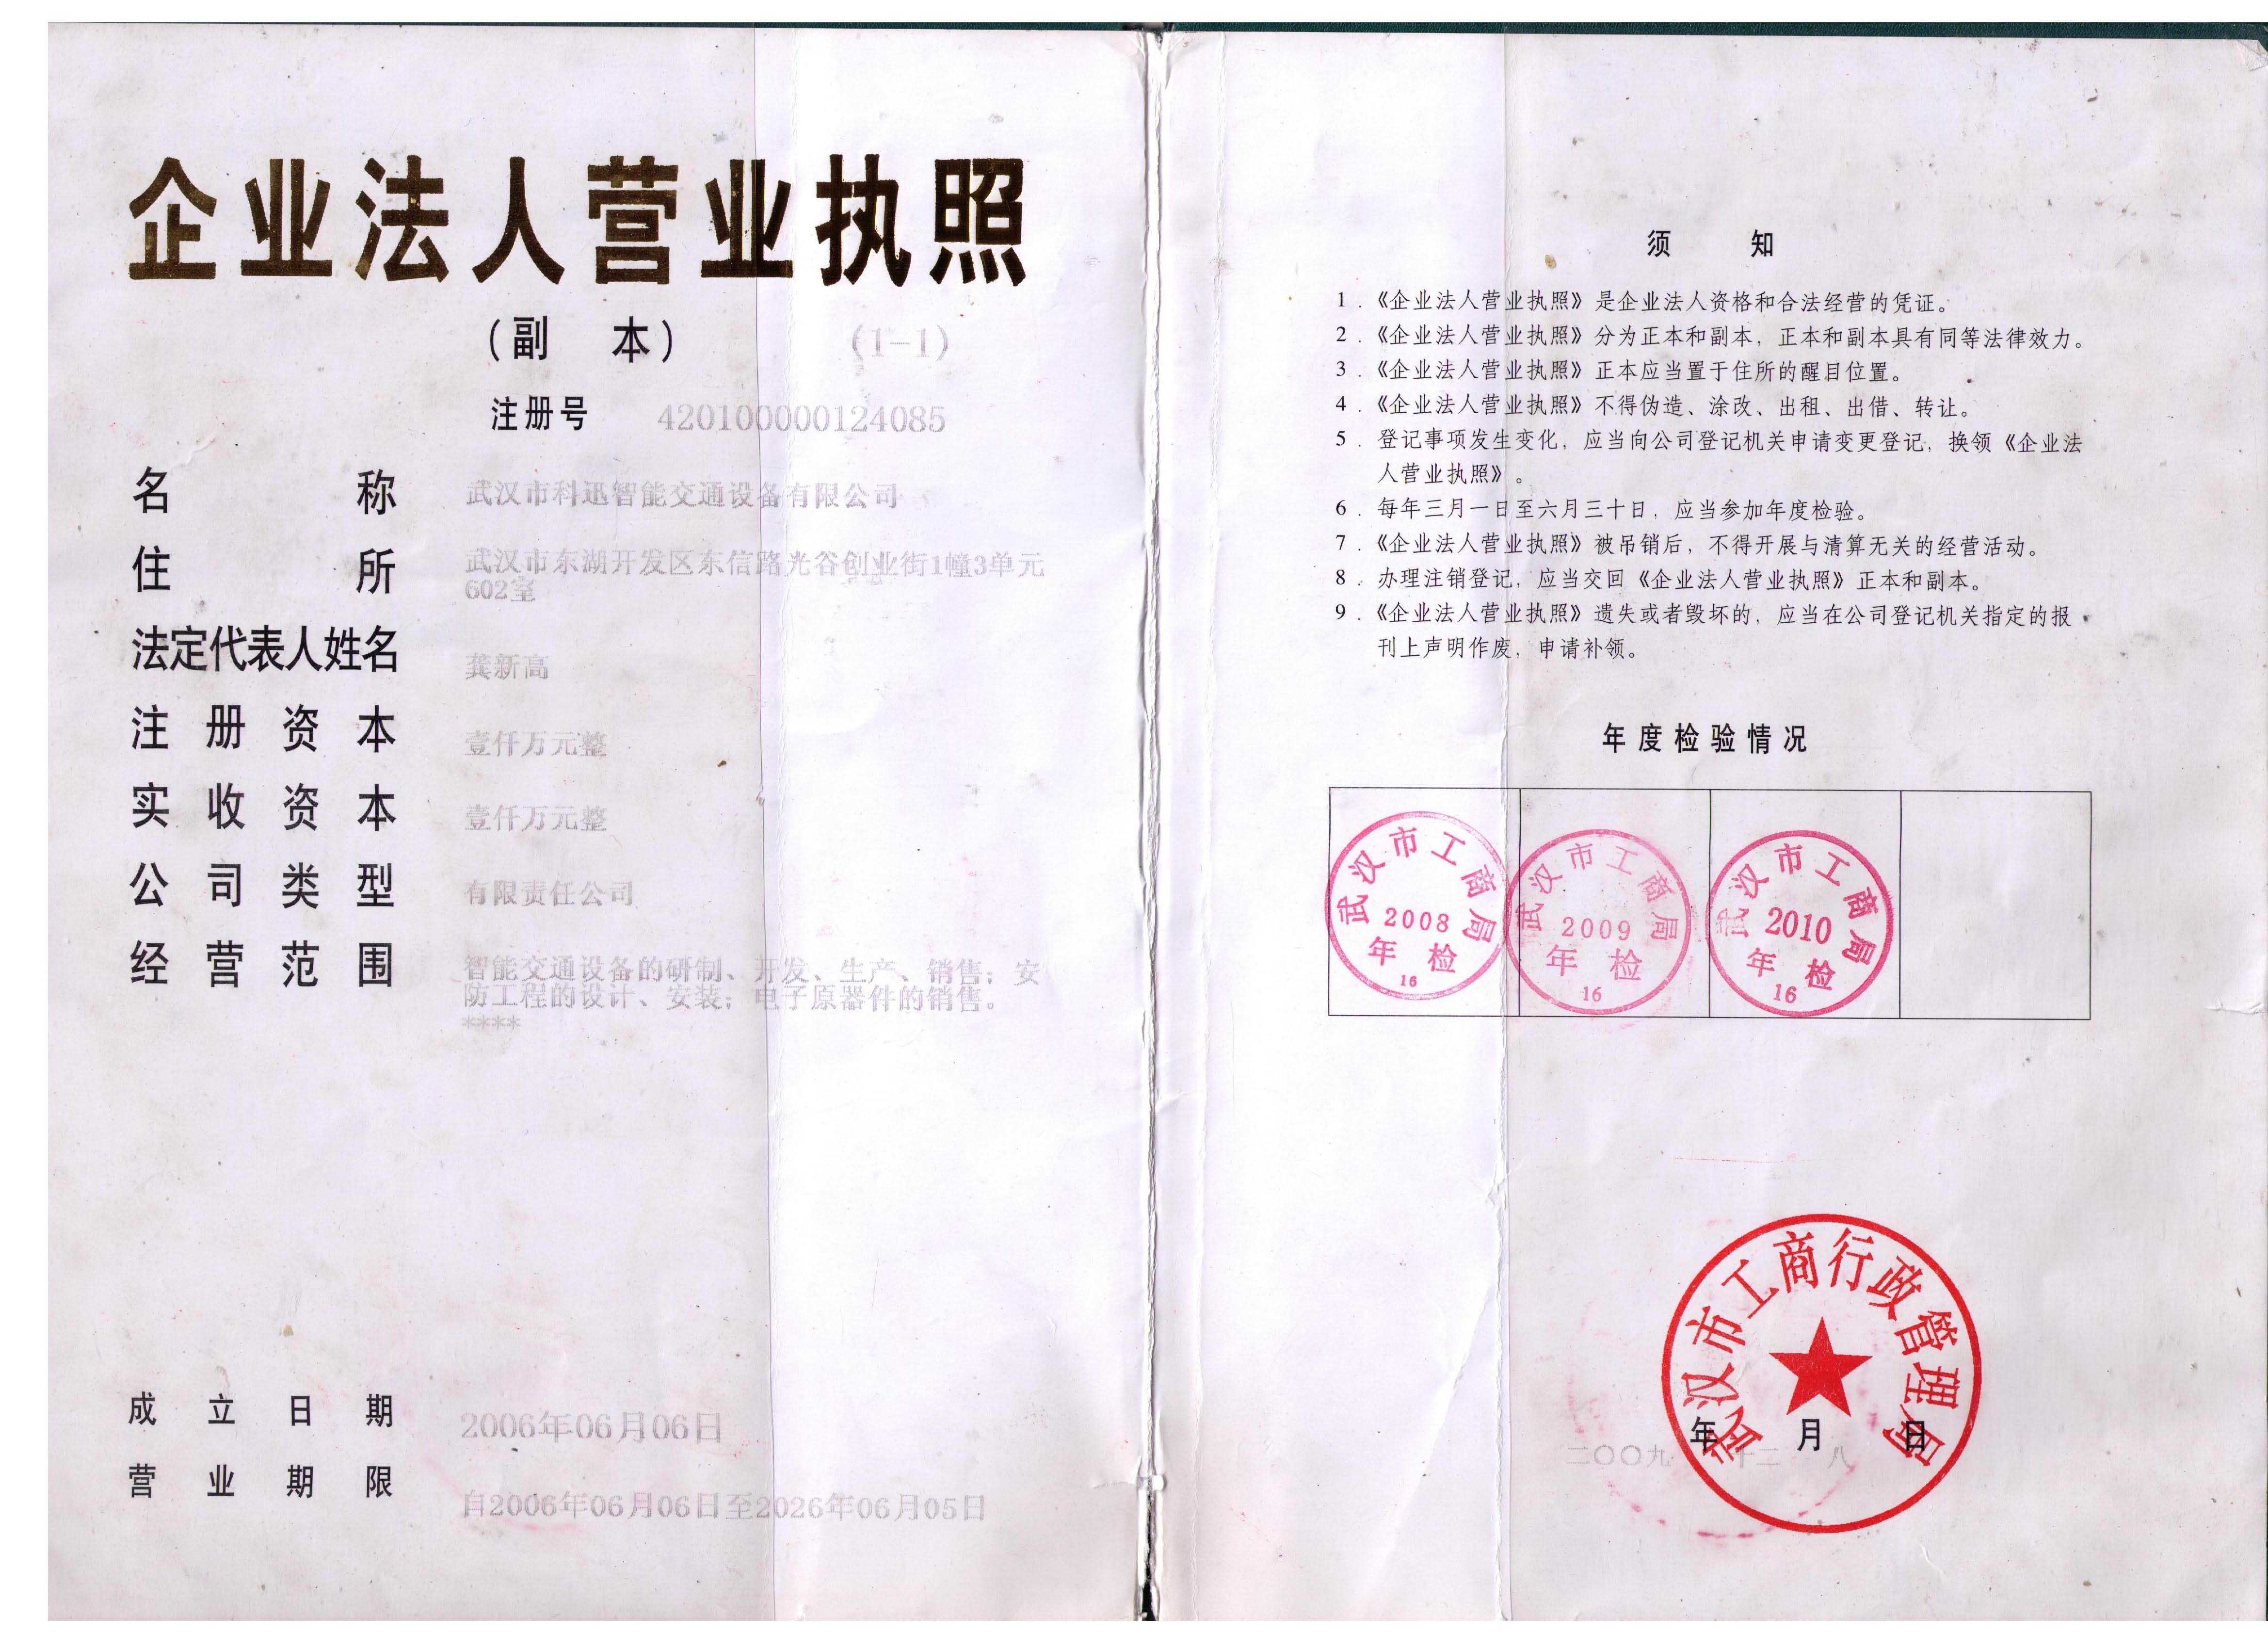 企业法人营业执照
（副 本） （1-1）
注册号 420100000124085
名 称 武汉市科迅智能交通设备有限公司
住 所 武汉市东湖开发区东信路光谷创业街1幢3单元
602室
法定代表人姓名 龚新高
注 册 资 本 壹仟万元整
实 收 资 本 壹仟万元整
公 司 类 型 有限责任公司
经 营 范 围 智能交通设备的研制、开发、生产、销售；安
防工程的设计、安装；电子原器件的销售。
****
成 立 日 期 2006年06月06日
营 业 期 限 自2006年06月06日至2026年06月05日
须 知
1．《企业法人营业执照》是企业法人资格和合法经营的凭证。
2．《企业法人营业执照》分为正本和副本，正本和副本具有同等法律效力。
3．《企业法人营业执照》正本应当置于住所的醒目位置。
4．《企业法人营业执照》不得伪造、涂改、出租、出借、转让。
5．登记事项发生变化，应当向公司登记机关申请变更登记，换领《企业法
人营业执照》。
6．每年三月一日至六月三十日，应当参加年度检验。
7．《企业法人营业执照》被吊销后，不得开展与清算无关的经营活动。
8．办理注销登记，应当交回《企业法人营业执照》正本和副本。
9．《企业法人营业执照》遗失或者毁坏的，应当在公司登记机关指定的报
刊上声明作废，申请补领。
年度检验情况
武汉市工商局
2008
年 检
16
武汉市工商局
2009
年 检
16
武汉市工商局
2010
年 检
16
武汉市工商行政管理局
年 月 日
二〇〇九 十二 八